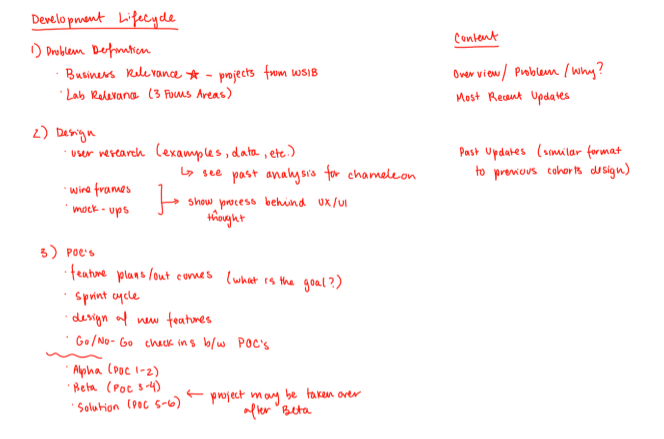 Development Lifecycle
1) Problem Definition
· Business Relevance ★ - projects from WSIB
· Lab Relevance (3 Focus Areas)
2) Design
· user research (examples, data, etc.)
↳ see past analysis for chameleon
· wireframes
· mock-ups
→ show process behind UX/UI
^ thought
3) POC's
· feature plans/outcomes (what is the goal?)
· sprint cycle
· design of new features
· Go/No-Go check ins b/w POC's
· Alpha (POC 1-2)
· Beta (POC 3-4)
· Solution (POC 5-6)
← project may be taken over
after Beta
Content
Overview/ Problem / Why?
Most Recent Updates
Past Updates (similar format
to previous cohorts design)